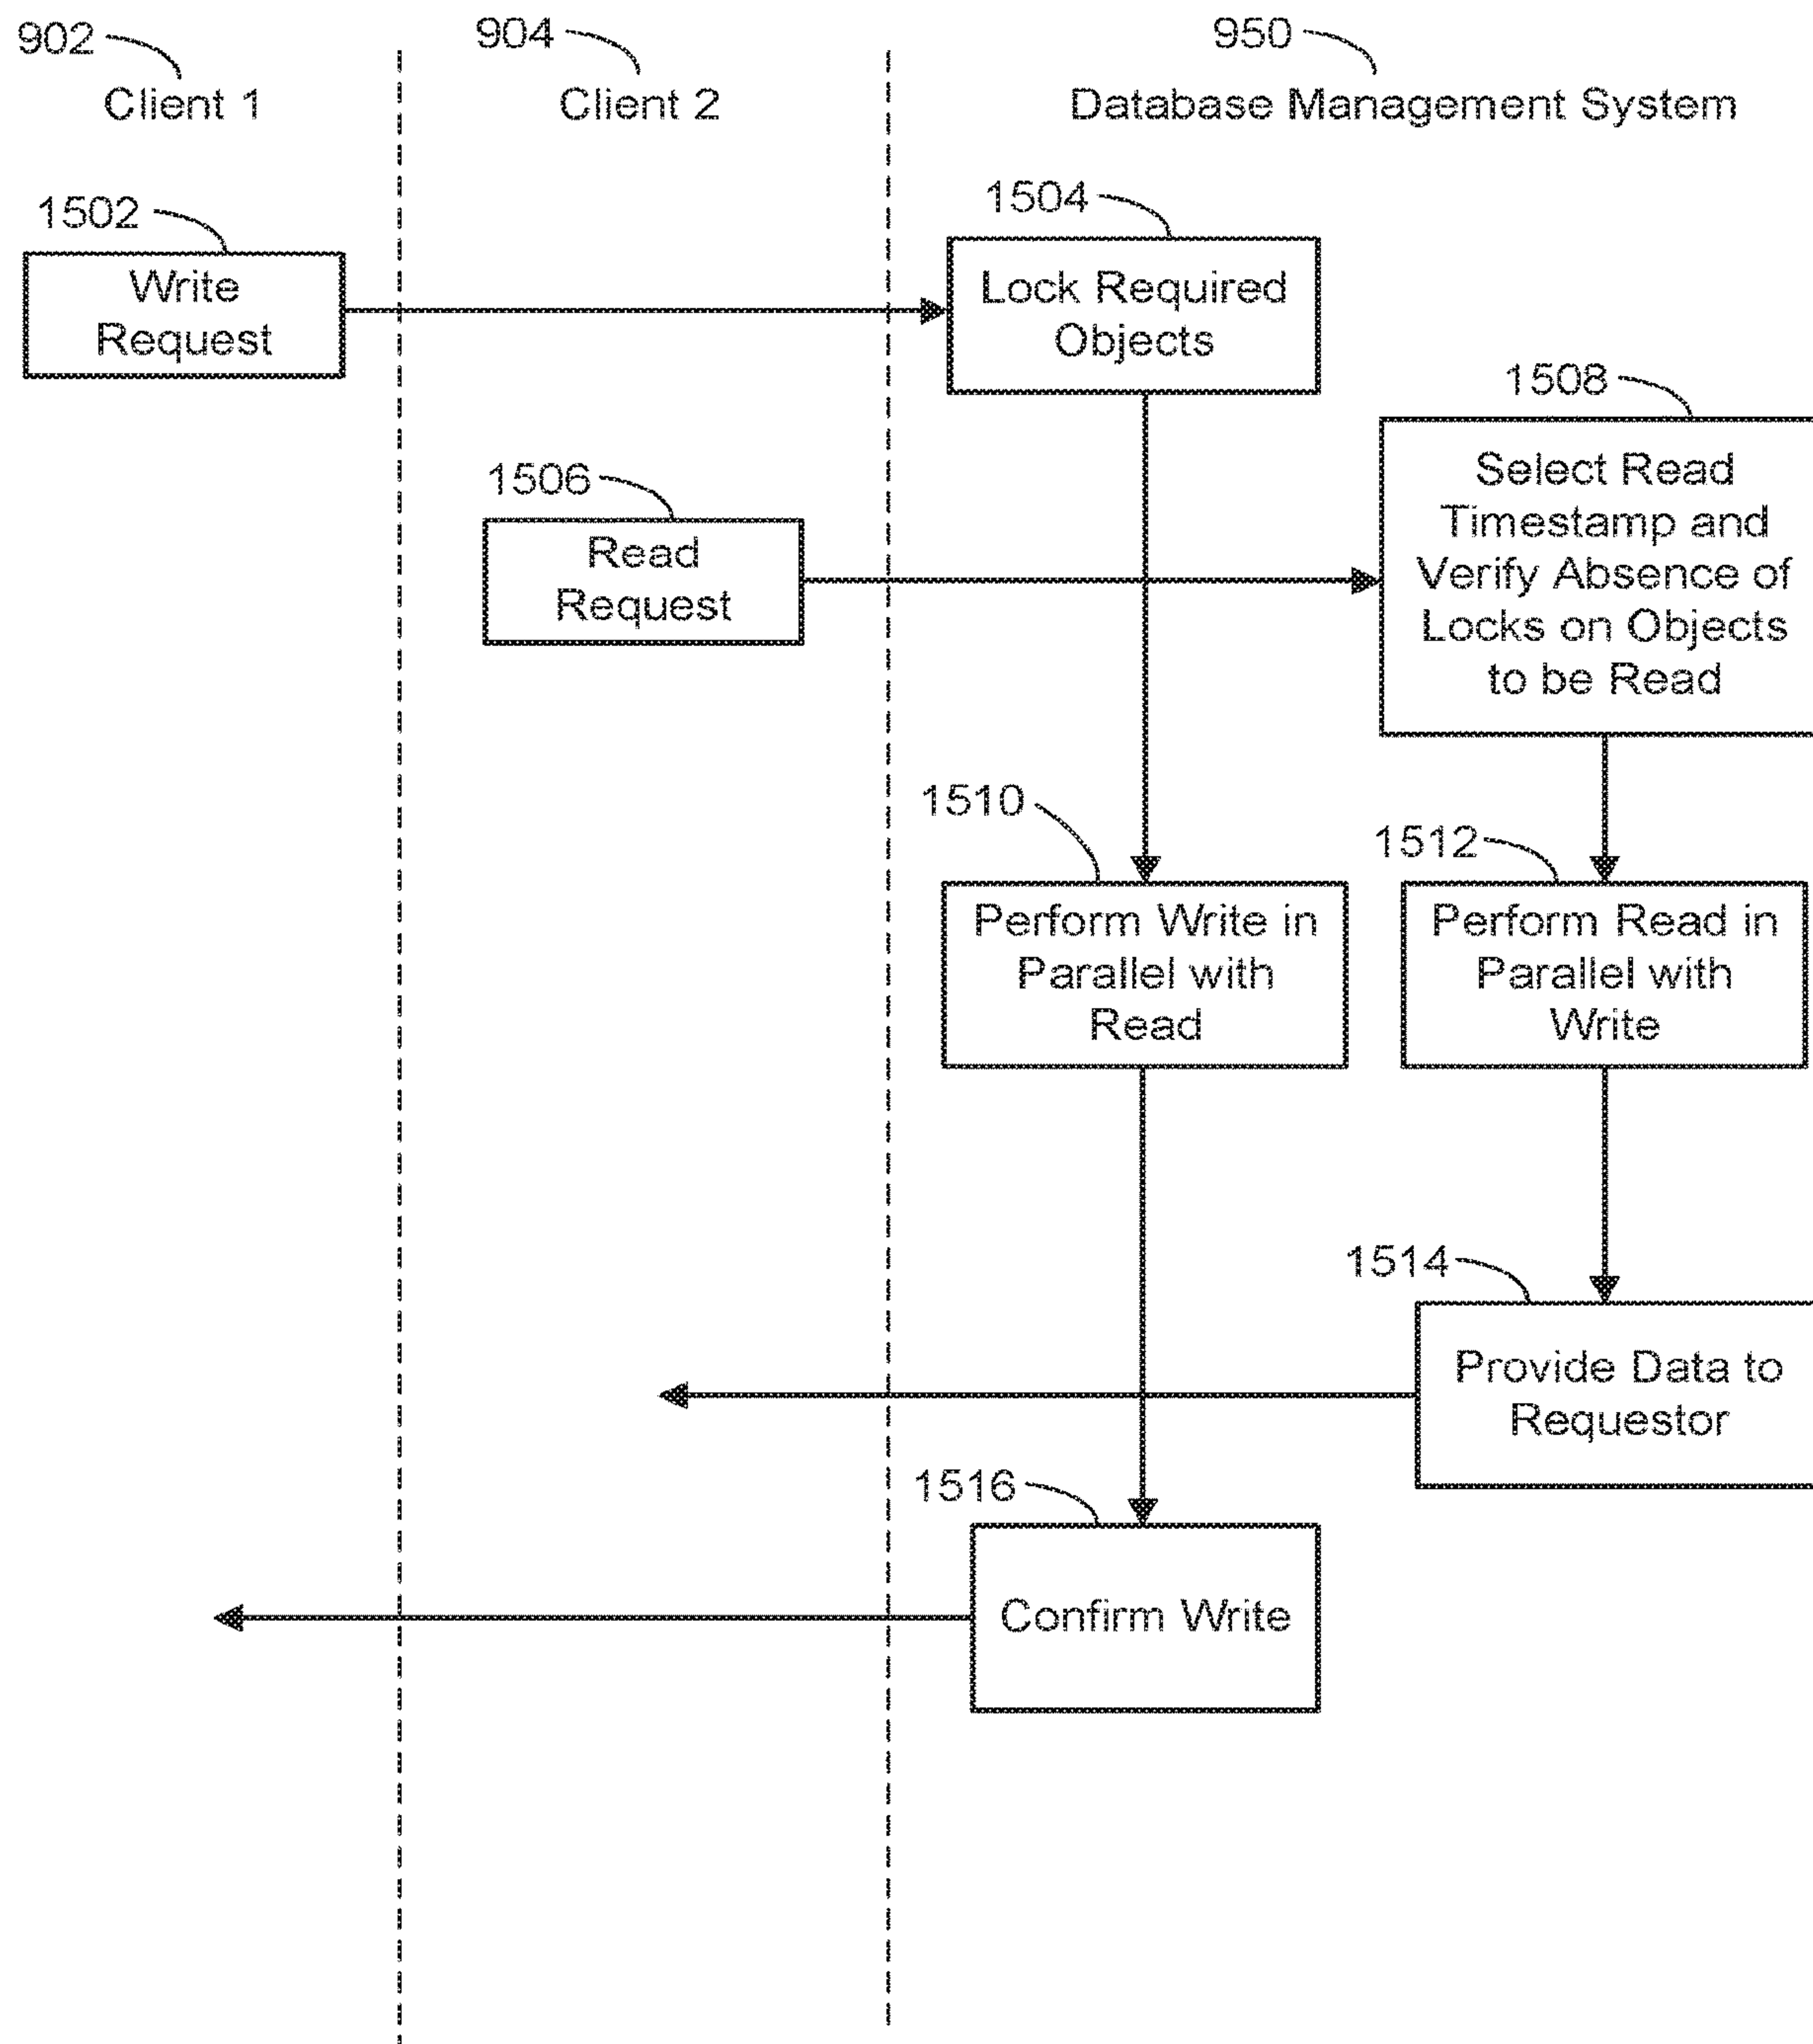 902
904
950
Client 1
Client 2
Database Management System
1502
1504
Write
Request
Lock Required
Objects
1508
1506
Read
Request
Select Read
Timestamp and
Verify Absence of
Locks on Objects
to be Read
1510
1512
Perform Write in
Parallel with
Read
Perform Read in
Parallel with
Write
1514
Provide Data to
Requestor
1516
Confirm Write